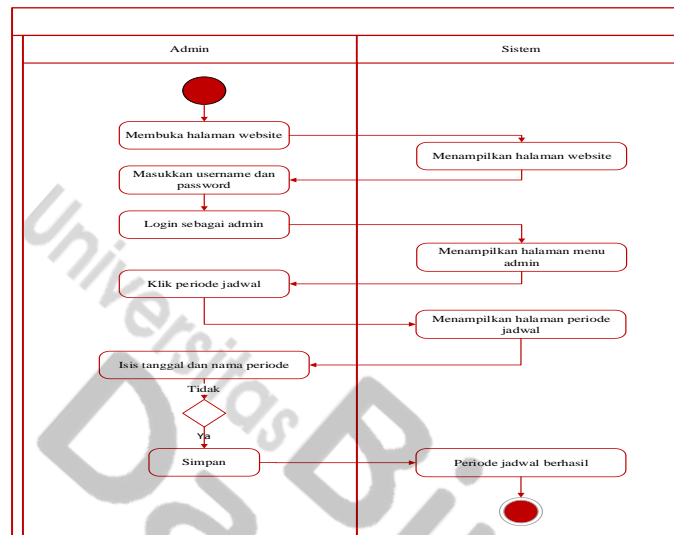 Admin
Sistem
Membuka halaman website
Menampilkan halaman website
Masukkan username dan
password
Login sebagai admin
Menampilkan halaman menu
admin
Klik periode jadwal
Menampilkan halaman periode
jadwal
Isis tanggal dan nama periode
Tidak
Ya
Simpan
Periode jadwal berhasil
Universitas